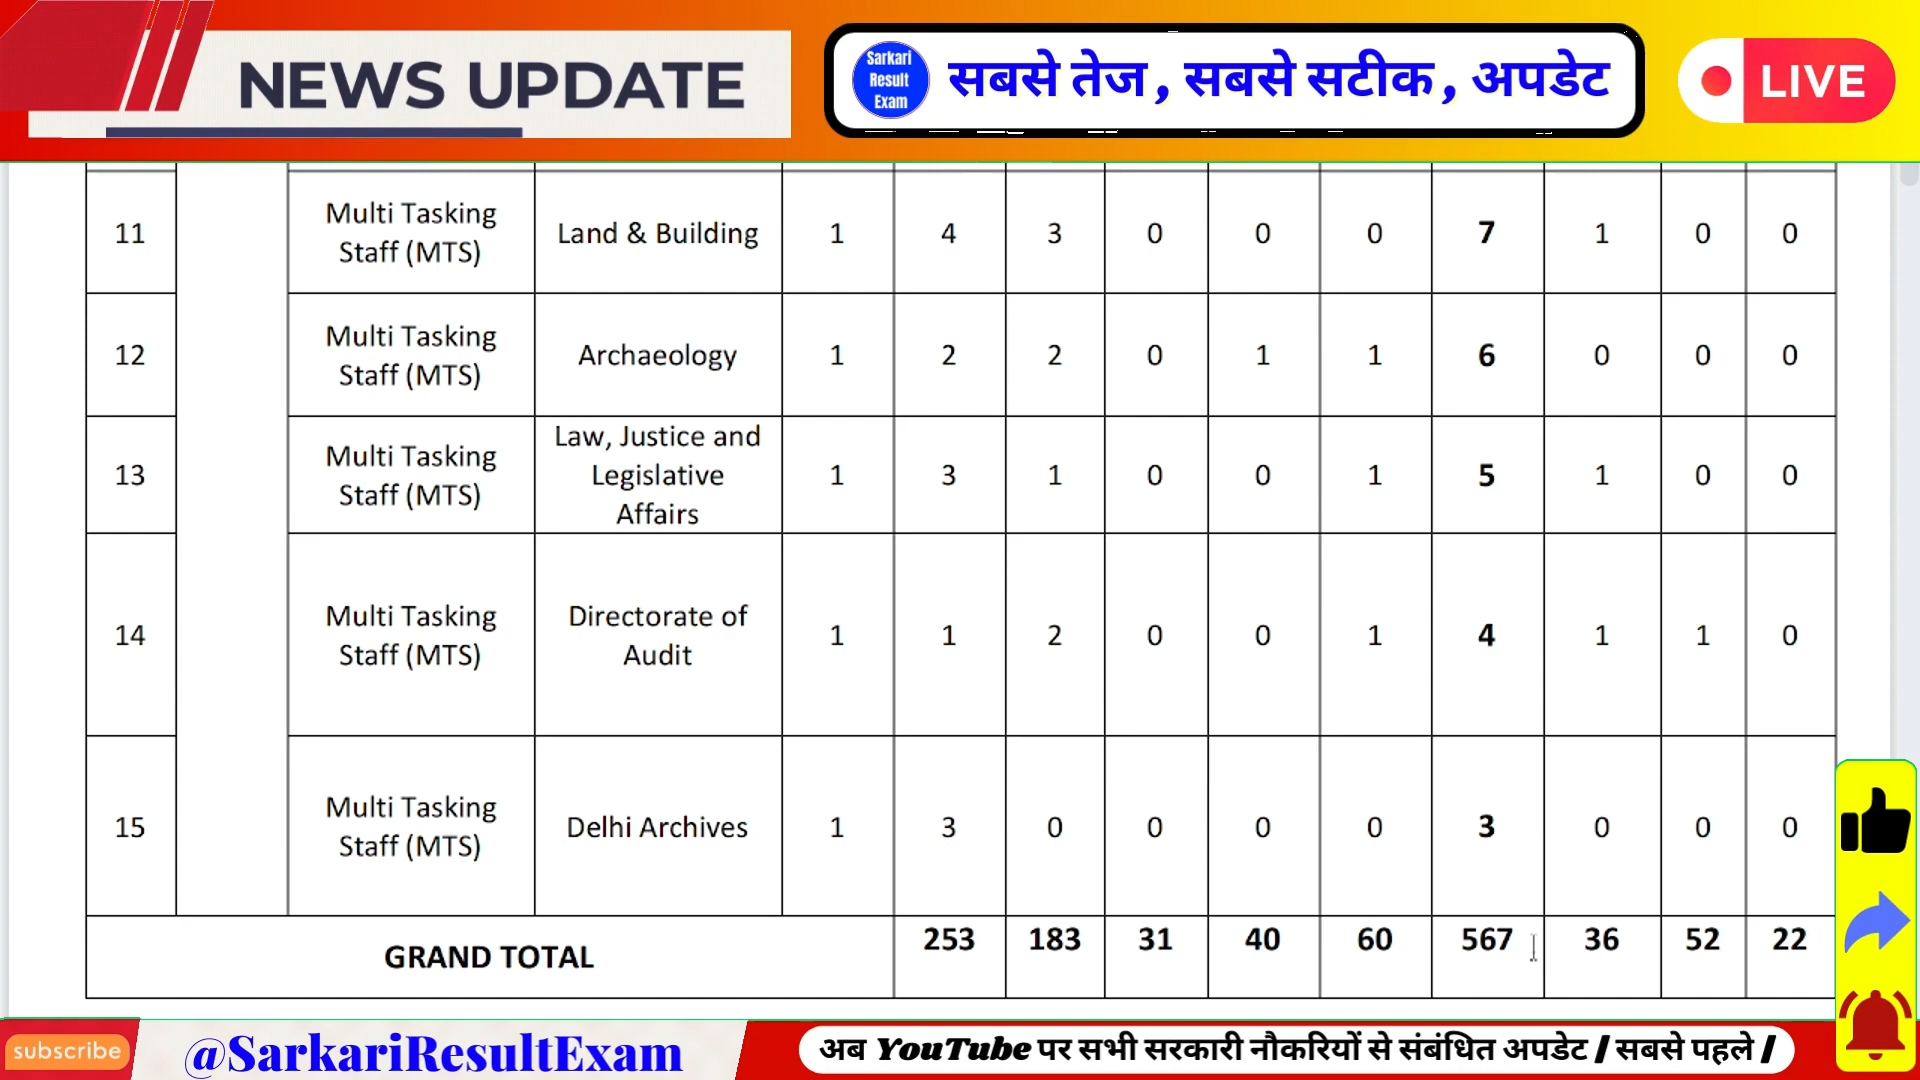 NEWS UPDATE
Sarkari
Result
Exam
सबसे तेज, सबसे सटीक, अपडेट
LIVE
11 Multi Tasking Staff (MTS) Land & Building 1 4 3 0 0 0 7 1 0 0
12 Multi Tasking Staff (MTS) Archaeology 1 2 2 0 1 1 6 0 0 0
13 Multi Tasking Staff (MTS) Law, Justice and Legislative Affairs 1 3 1 0 0 1 5 1 0 0
14 Multi Tasking Staff (MTS) Directorate of Audit 1 1 2 0 0 1 4 1 1 0
15 Multi Tasking Staff (MTS) Delhi Archives 1 3 0 0 0 0 3 0 0 0
GRAND TOTAL 253 183 31 40 60 567 36 52 22
subscribe
@SarkariResultExam
अब YouTube पर सभी सरकारी नौकरियों से संबंधित अपडेट / सबसे पहले /